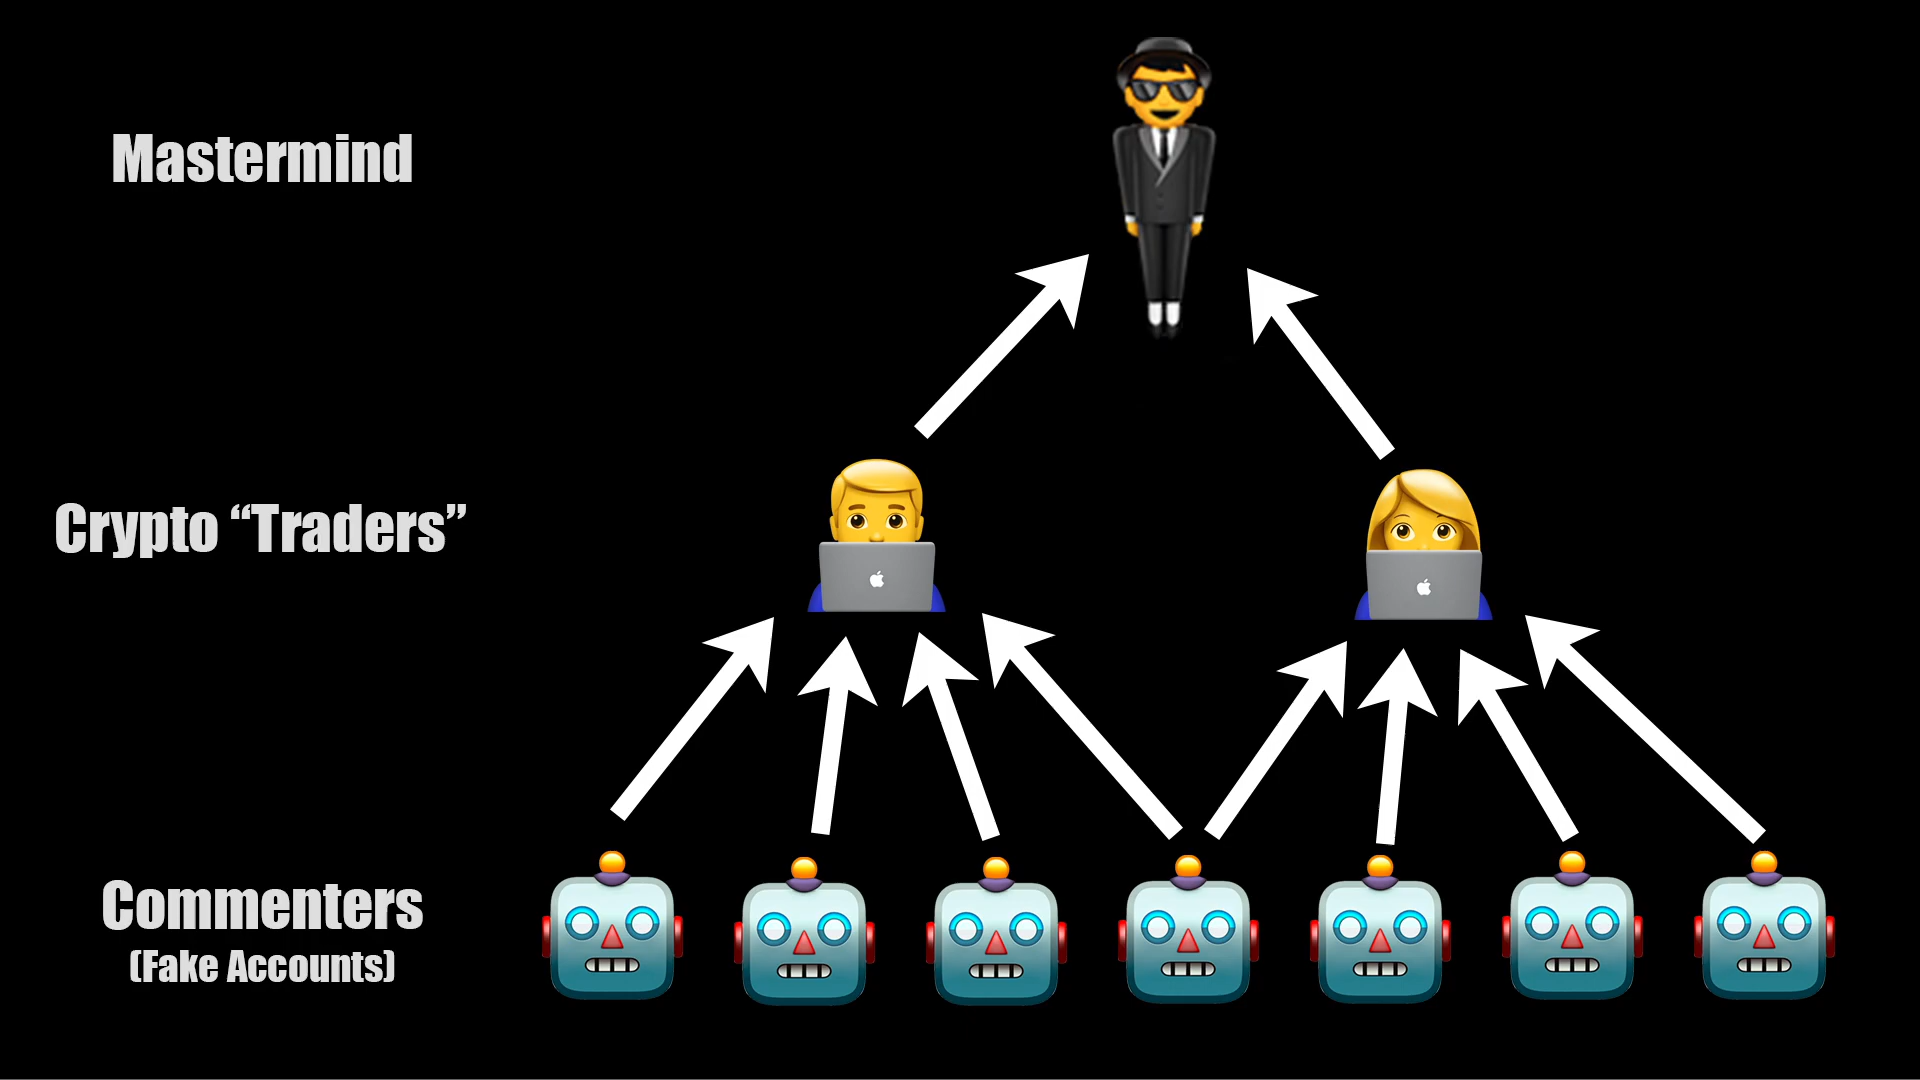 Mastermind
Crypto “Traders”
Commenters
(Fake Accounts)